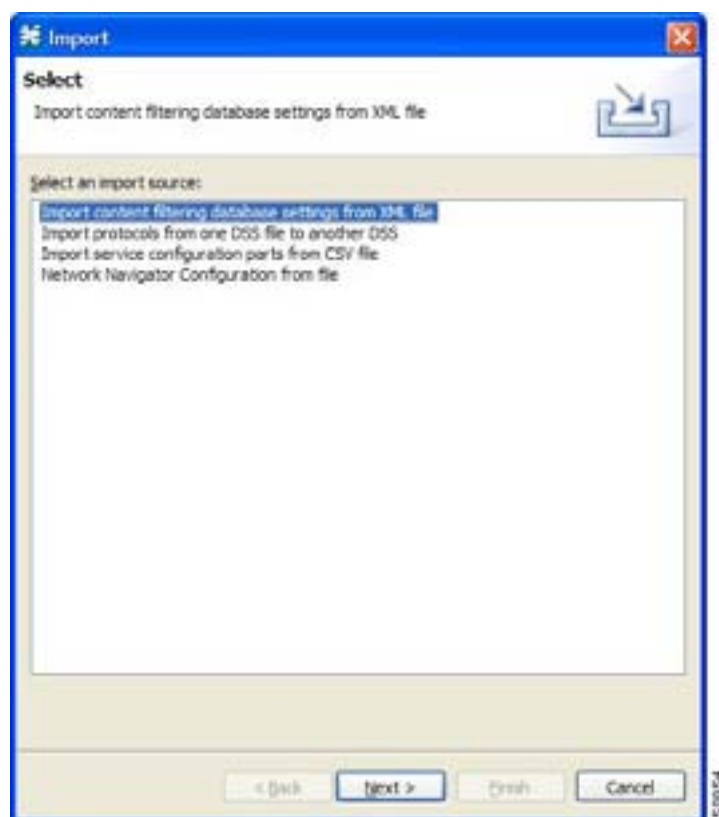 Import
Select
Import content filtering database settings from XML file
Select an import source:
Import content filtering database settings from XML file
Import protocols from one DSS file to another DSS
Import service configuration parts from CSV file
Network Navigator Configuration from file
< Back
Next >
Finish
Cancel